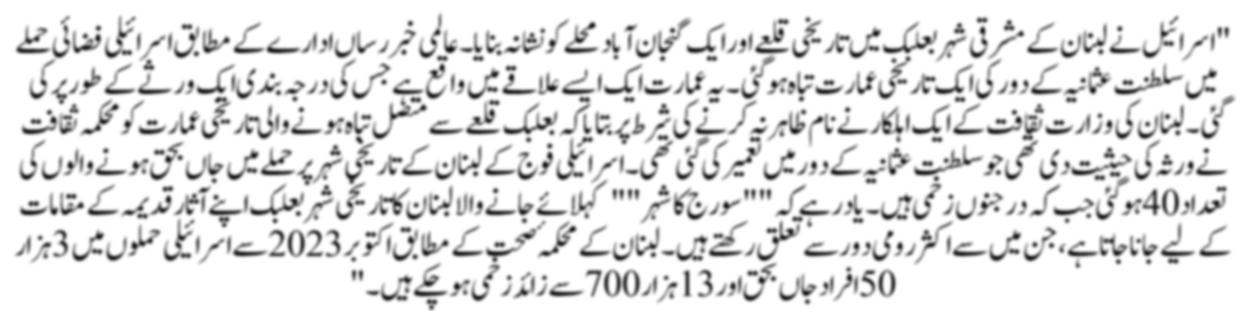 "اسرائیل نے لبنان کے مشرقی شہر بعلبک میں تاریخی قلعے اور ایک گنجان آباد محلے کو نشانہ بنایا۔ عالمی خبر رساں ادارے کے مطابق اسرائیلی فضائی حملے
میں سلطنت عثمانیہ کے دور کی ایک تاریخی عمارت تباہ ہوگئی۔ یہ عمارت ایک ایسے علاقے میں واقع ہے جس کی درجہ بندی ایک ورثے کے طور پر کی
گئی۔ لبنان کی وزارت ثقافت کے ایک اہلکار نے نام ظاہر نہ کرنے کی شرط پر بتایا کہ بعلبک قلعے سے متصل تباہ ہونے والی تاریخی عمارت کو محکمہ ثقافت
نے ورثہ کی حیثیت دی تھی جو سلطنت عثمانیہ کے دور میں تعمیر کی گئی تھی۔ اسرائیلی فوج کے لبنان کے تاریخی شہر پر حملے میں جاں بحق ہونے والوں کی
تعداد 40 ہوگئی جب کہ درجنوں زخمی ہیں۔ یاد رہے کہ ""سورج کا شہر"" کہلائے جانے والا لبنان کا تاریخی شہر بعلبک اپنے آثار قدیمہ کے مقامات
کے لیے جانا جاتا ہے، جن میں سے اکثر رومی دور سے تعلق رکھتے ہیں۔ لبنان کے محکمہ صحت کے مطابق اکتوبر 2023 سے اسرائیلی حملوں میں 3 ہزار
50 افراد جاں بحق اور 13 ہزار 700 سے زائد زخمی ہوچکے ہیں۔"